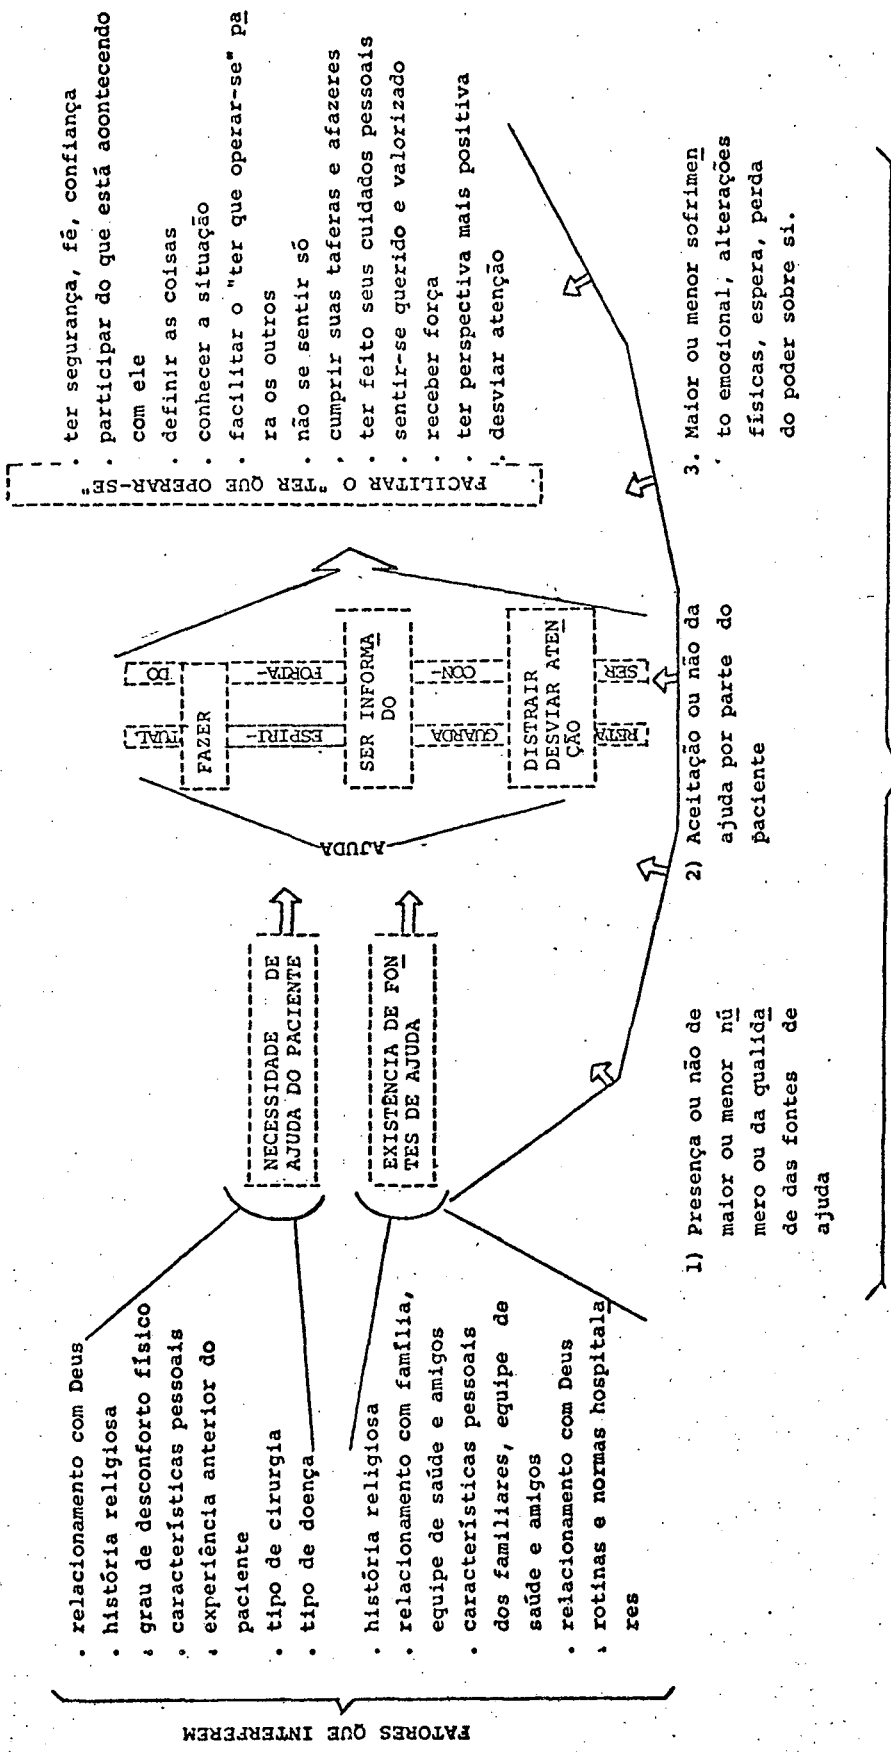 FATORES QUE INTERFEREM
. relacionamento com Deus
. história religiosa
. grau de desconforto físico
. características pessoais
. experiência anterior do
paciente
. tipo de cirurgia
. tipo de doença
. história religiosa
. relacionamento com família,
equipe de saúde e amigos
. características pessoais
dos familiares, equipe de
saúde e amigos
. relacionamento com Deus
. rotinas e normas hospitala
res
NECESSIDADE DE
AJUDA DO PACIENTE
EXISTÊNCIA DE FON
TES DE AJUDA
AJUDA
RETA
GUARDA
ESPIRI-
TUAL
SER
CON-
FORTA-
DO
FAZER
SER INFORMA
DO
DISTRAIR
DESVIAR ATEN
ÇÃO
FACILITAR O "TER QUE OPERAR-SE"
. ter segurança, fé, confiança
. participar do que está acontecendo
com ele
. definir as coisas
. conhecer a situação
. facilitar o "ter que operar-se" pa
ra os outros
. não se sentir só
. cumprir suas taferas e afazeres
. ter feito seus cuidados pessoais
. sentir-se querido e valorizado
. receber força
. ter perspectiva mais positiva
. desviar atenção
1) Presença ou não de
maior ou menor nú
mero ou da qualida
de das fontes de
ajuda
2) Aceitação ou não da
ajuda por parte do
paciente
3. Maior ou menor sofrimen
to emocional, alterações
físicas, espera, perda
do poder sobre si.